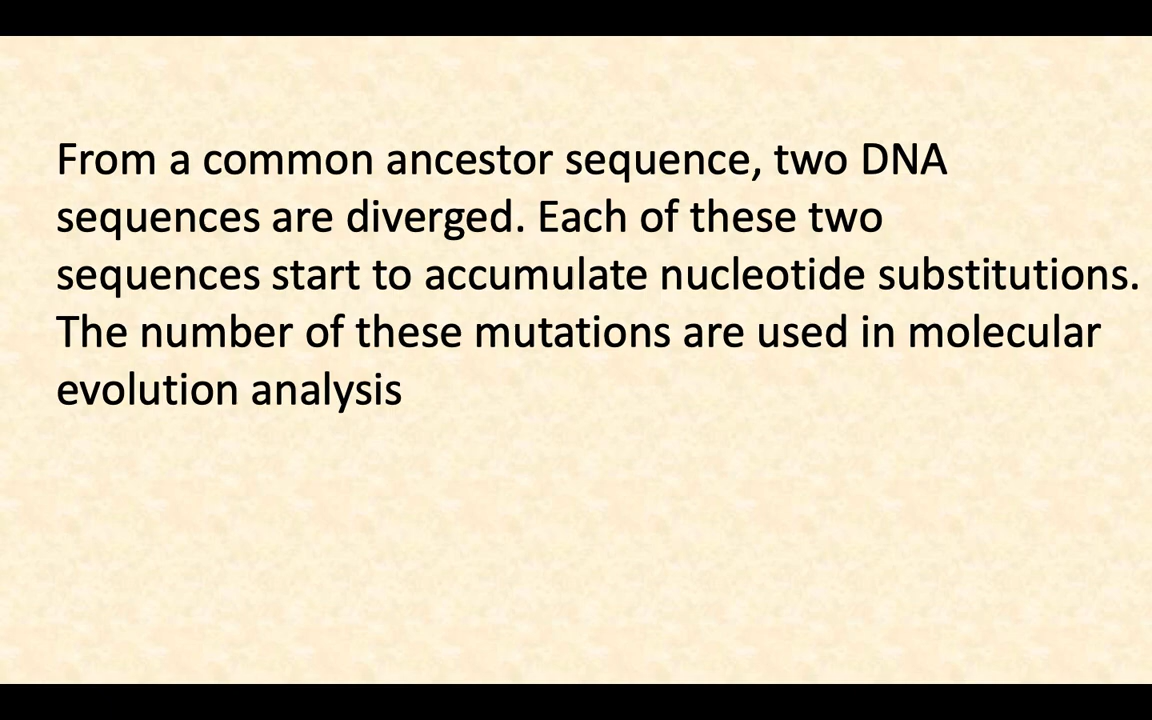 From a common ancestor sequence, two DNA
sequences are diverged. Each of these two
sequences start to accumulate nucleotide substitutions.
The number of these mutations are used in molecular
evolution analysis